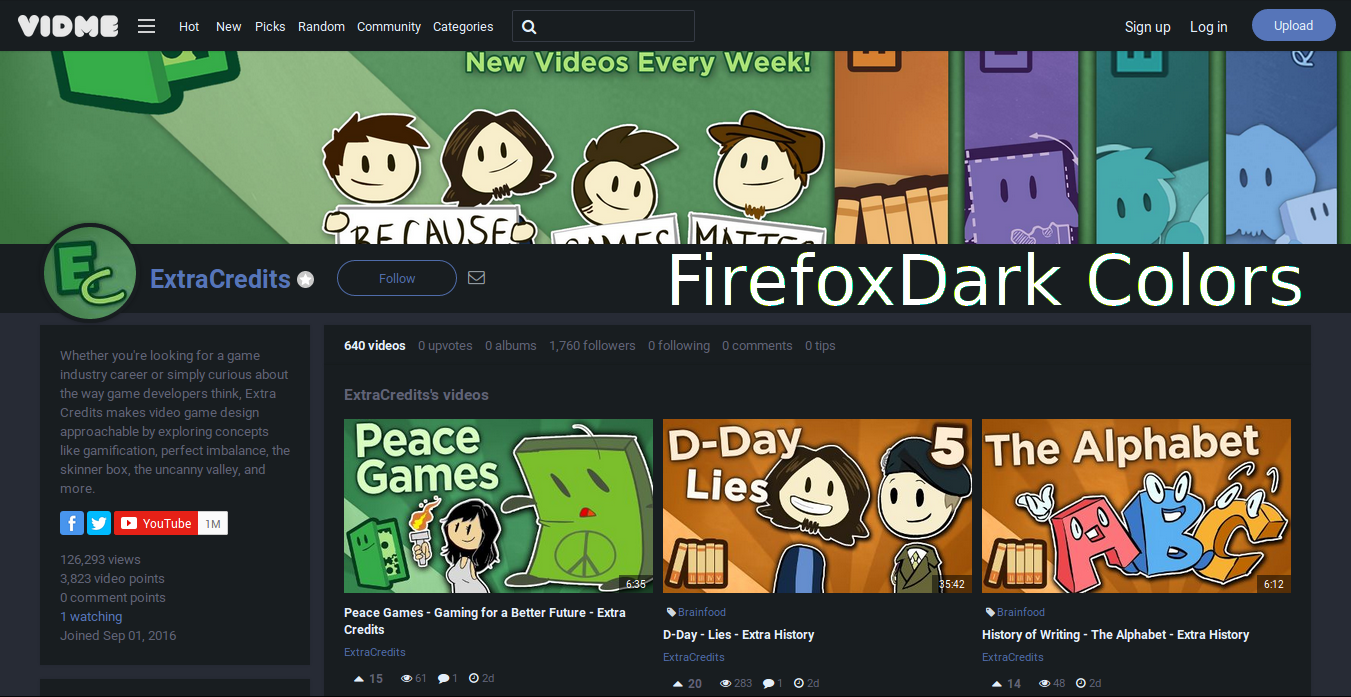 VIDME Hot New Picks Random Community Categories Sign up Log in Upload
New Videos Every Week!
BECAUSE GAMES MATTER
EC
ExtraCredits Follow FirefoxDark Colors
Whether you're looking for a game
industry career or simply curious about
the way game developers think, Extra
Credits makes video game design
approachable by exploring concepts
like gamification, perfect imbalance, the
skinner box, the uncanny valley, and
more.
f YouTube 1M
126,293 views
3,823 video points
0 comment points
1 watching
Joined Sep 01, 2016
640 videos 0 upvotes 0 albums 1,760 followers 0 following 0 comments 0 tips
ExtraCredits's videos
Peace
Games
6:35
Peace Games - Gaming for a Better Future - Extra
Credits
ExtraCredits
15 61 1 2d
D-Day 5
Lies
35:42
Brainfood
D-Day - Lies - Extra History
ExtraCredits
20 283 1 2d
The Alphabet
ABC
6:12
Brainfood
History of Writing - The Alphabet - Extra History
ExtraCredits
14 48 2d